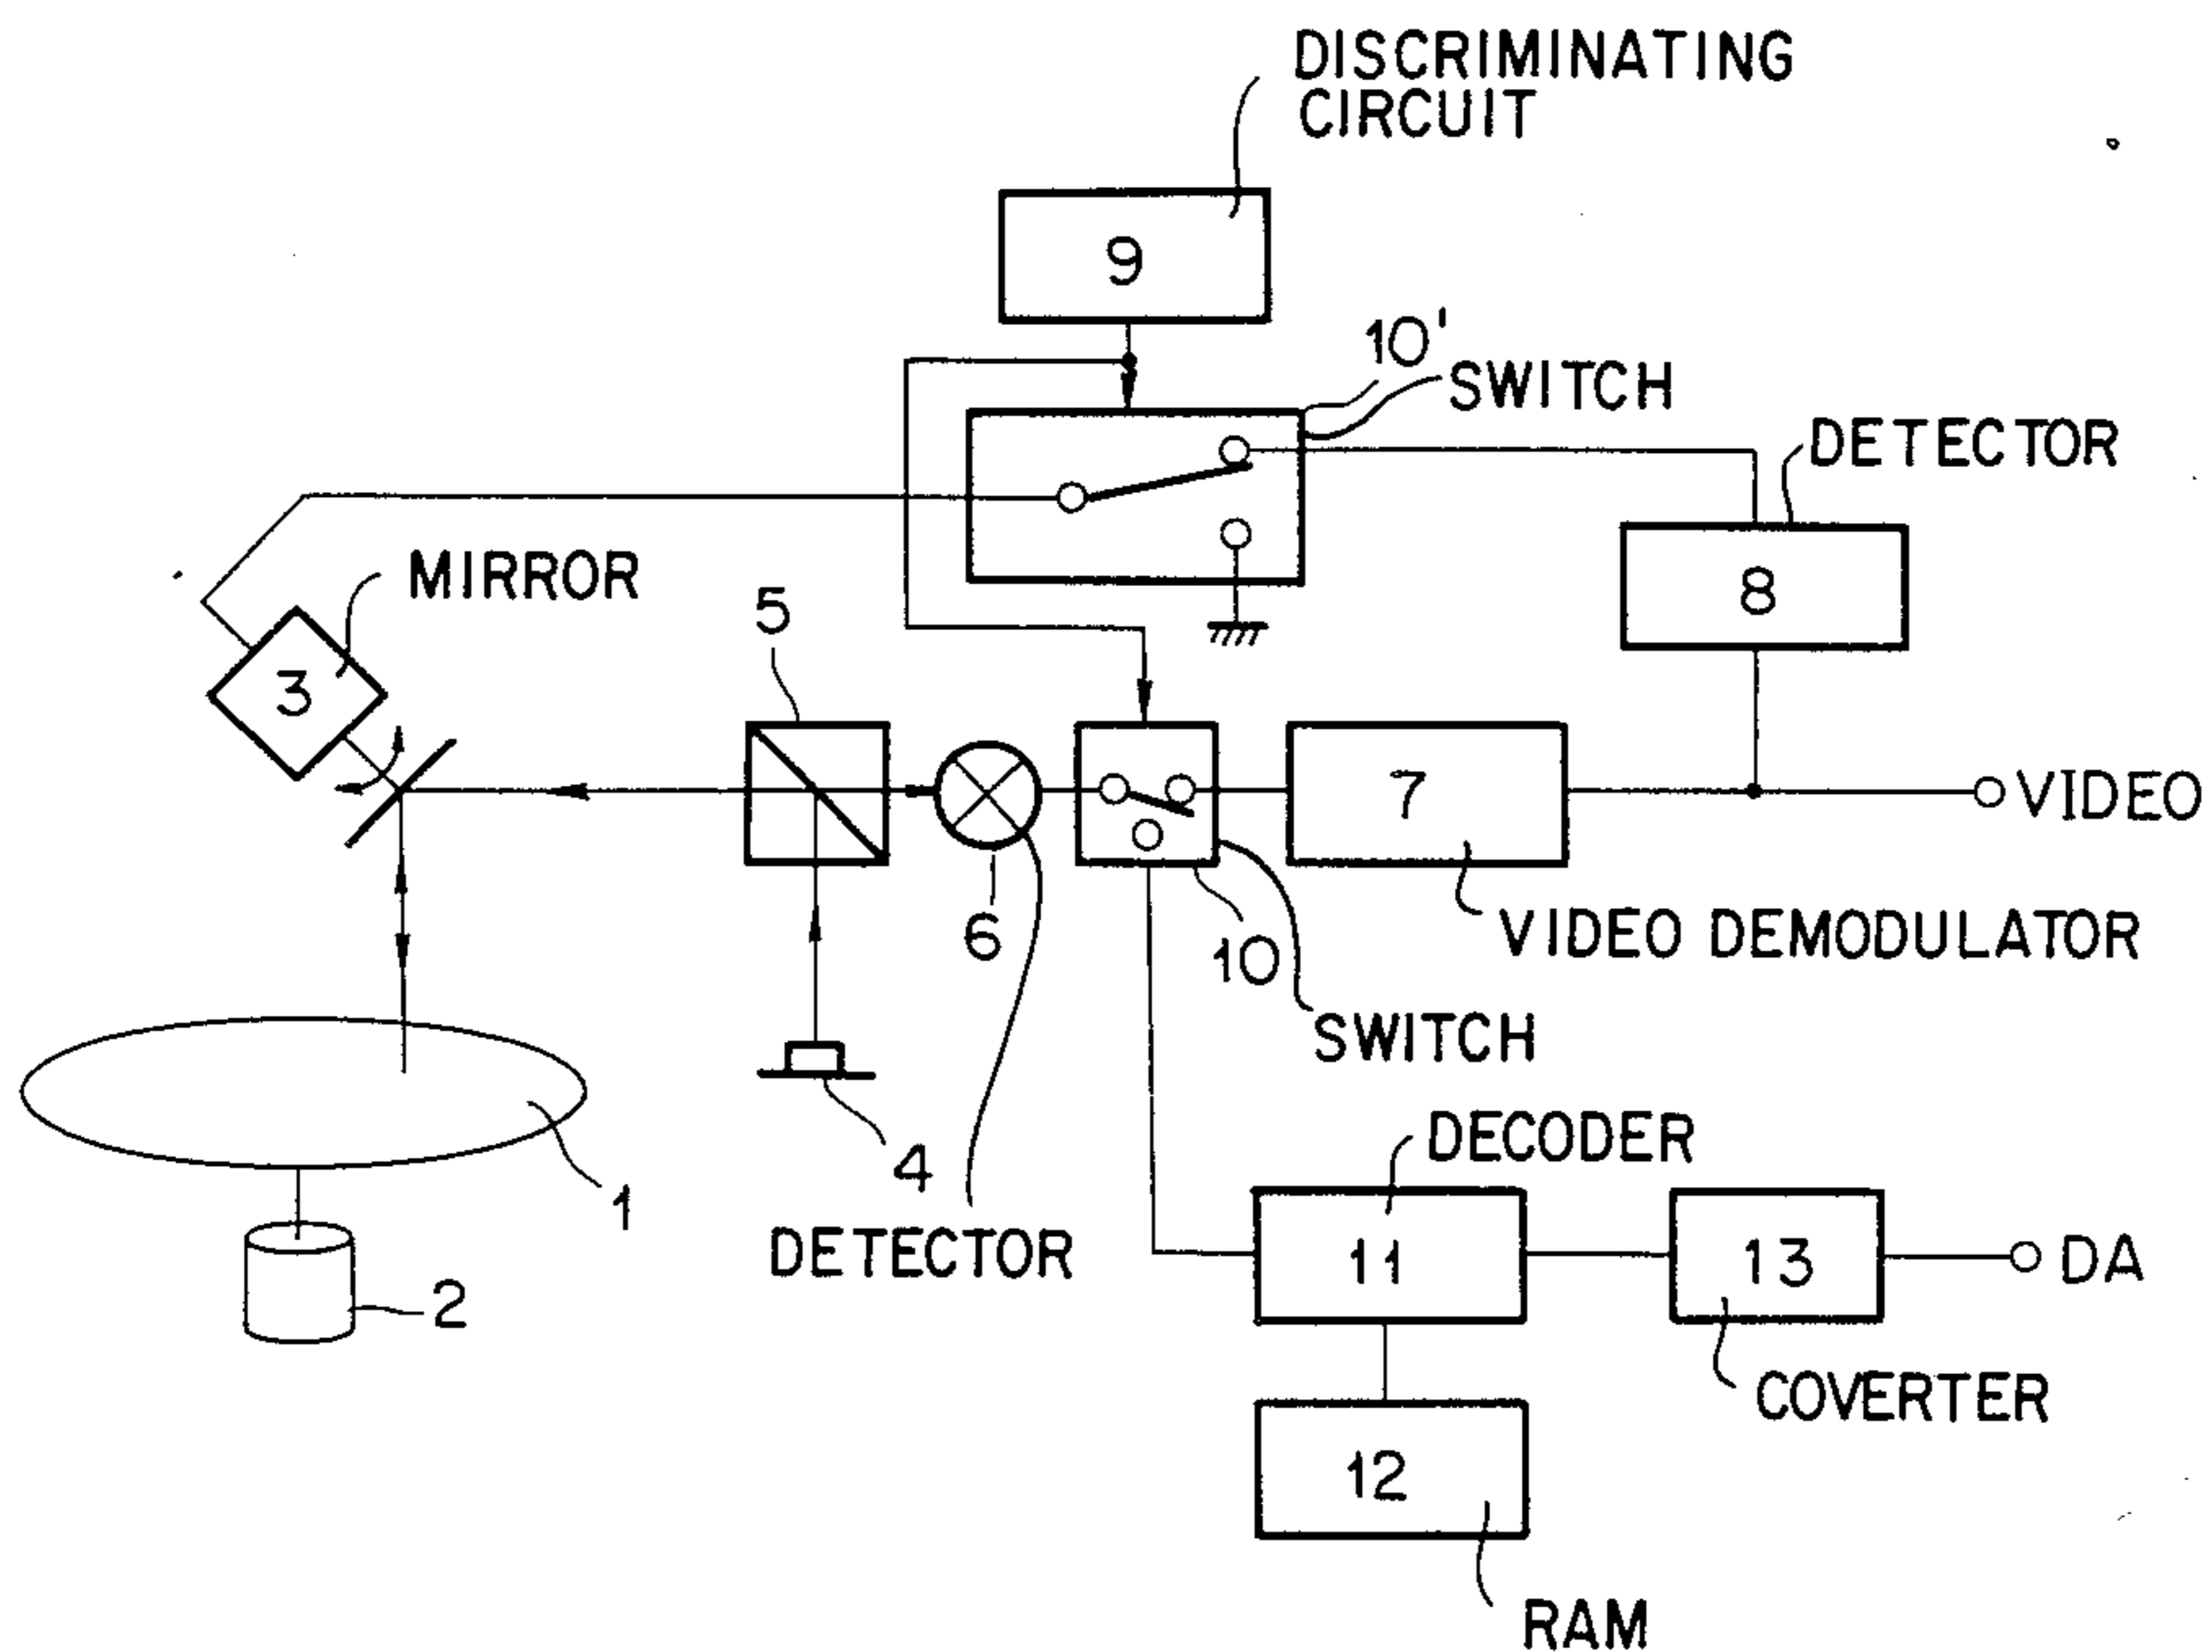 DISCRIMINATING
CIRCUIT
9
10'
SWITCH
DETECTOR
8
MIRROR
3
5
7
VIDEO
6
10
VIDEO DEMODULATOR
SWITCH
4
1
DETECTOR
2
DECODER
11
13
DA
COVERTER
12
RAM